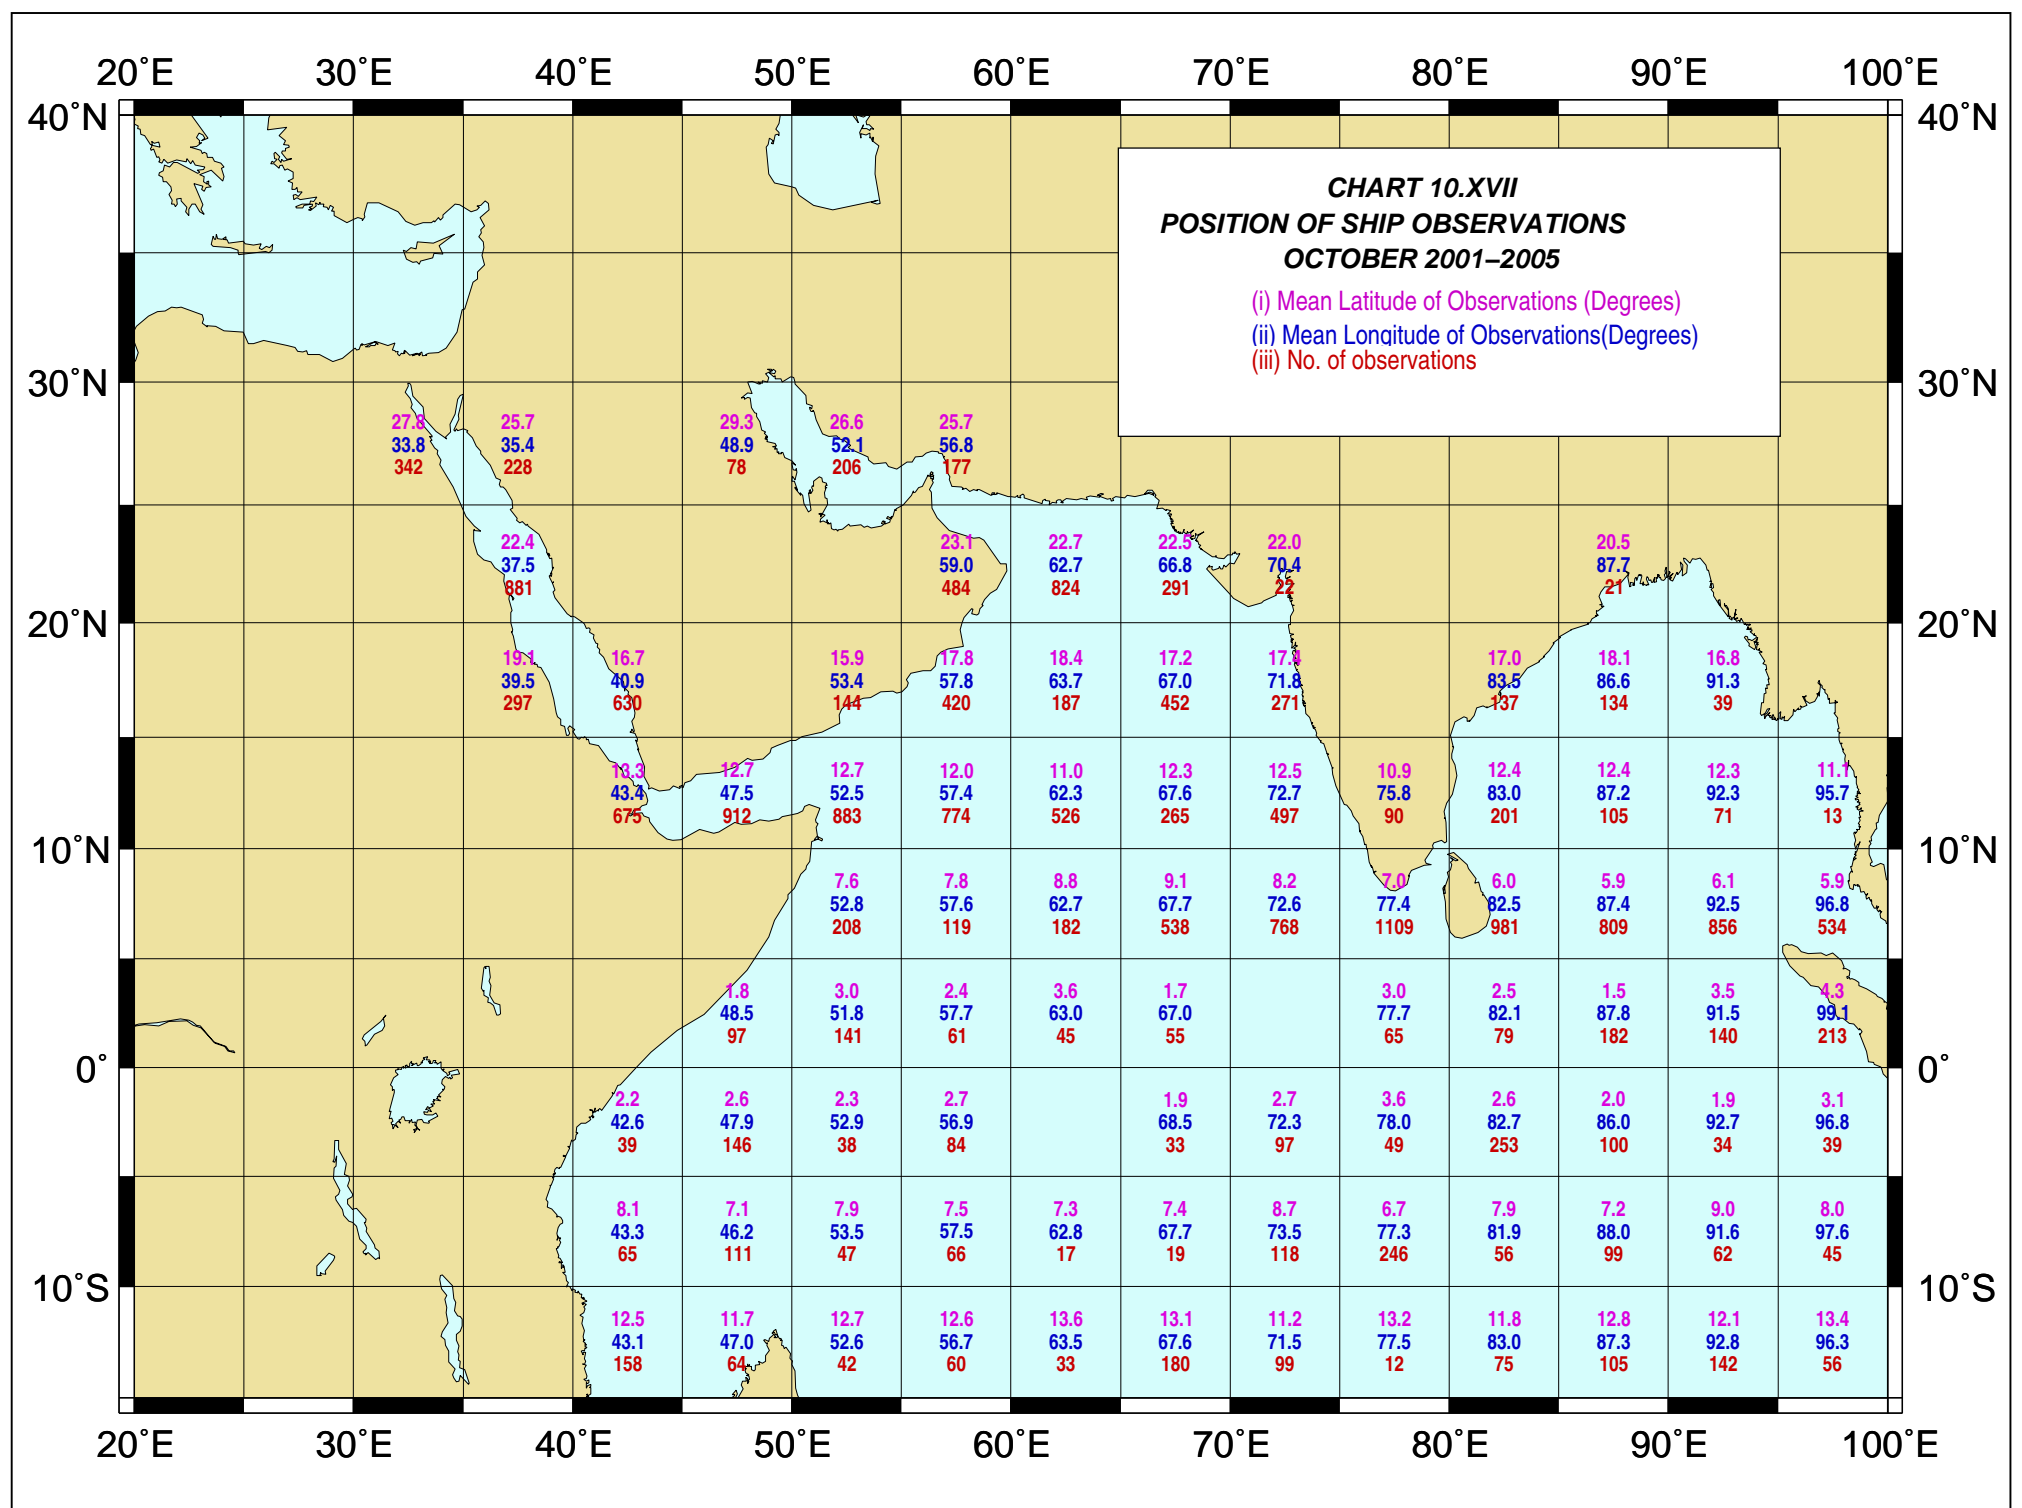 20˚E 30˚E 40˚E 50˚E 60˚E 70˚E 80˚E 90˚E 100˚E
40˚N 40˚N
CHART 10.XVII
POSITION OF SHIP OBSERVATIONS
OCTOBER 2001–2005
(i) Mean Latitude of Observations (Degrees)
(ii) Mean Longitude of Observations(Degrees)
(iii) No. of observations
30˚N 30˚N
27.8 25.7 29.3 26.6 25.7
33.8 35.4 48.9 52.1 56.8
342 228 78 206 177
22.4 23.1 22.7 22.5 22.0 20.5
37.5 59.0 62.7 66.8 70.4 87.7
881 484 824 291 22 21
20˚N 20˚N
19.1 16.7 15.9 17.8 18.4 17.2 17.4 17.0 18.1 16.8
39.5 40.9 53.4 57.8 63.7 67.0 71.8 83.5 86.6 91.3
297 630 144 420 187 452 271 137 134 39
13.3 12.7 12.7 12.0 11.0 12.3 12.5 10.9 12.4 12.4 12.3 11.1
43.4 47.5 52.5 57.4 62.3 67.6 72.7 75.8 83.0 87.2 92.3 95.7
675 912 883 774 526 265 497 90 201 105 71 13
10˚N 10˚N
7.6 7.8 8.8 9.1 8.2 7.0 6.0 5.9 6.1 5.9
52.8 57.6 62.7 67.7 72.6 77.4 82.5 87.4 92.5 96.8
208 119 182 538 768 1109 981 809 856 534
1.8 3.0 2.4 3.6 1.7 3.0 2.5 1.5 3.5 4.3
48.5 51.8 57.7 63.0 67.0 77.7 82.1 87.8 91.5 99.1
97 141 61 45 55 65 79 182 140 213
0˚ 0˚
2.2 2.6 2.3 2.7 1.9 2.7 3.6 2.6 2.0 1.9 3.1
42.6 47.9 52.9 56.9 68.5 72.3 78.0 82.7 86.0 92.7 96.8
39 146 38 84 33 97 49 253 100 34 39
8.1 7.1 7.9 7.5 7.3 7.4 8.7 6.7 7.9 7.2 9.0 8.0
43.3 46.2 53.5 57.5 62.8 67.7 73.5 77.3 81.9 88.0 91.6 97.6
65 111 47 66 17 19 118 246 56 99 62 45
10˚S 10˚S
12.5 11.7 12.7 12.6 13.6 13.1 11.2 13.2 11.8 12.8 12.1 13.4
43.1 47.0 52.6 56.7 63.5 67.6 71.5 77.5 83.0 87.3 92.8 96.3
158 64 42 60 33 180 99 12 75 105 142 56
20˚E 30˚E 40˚E 50˚E 60˚E 70˚E 80˚E 90˚E 100˚E